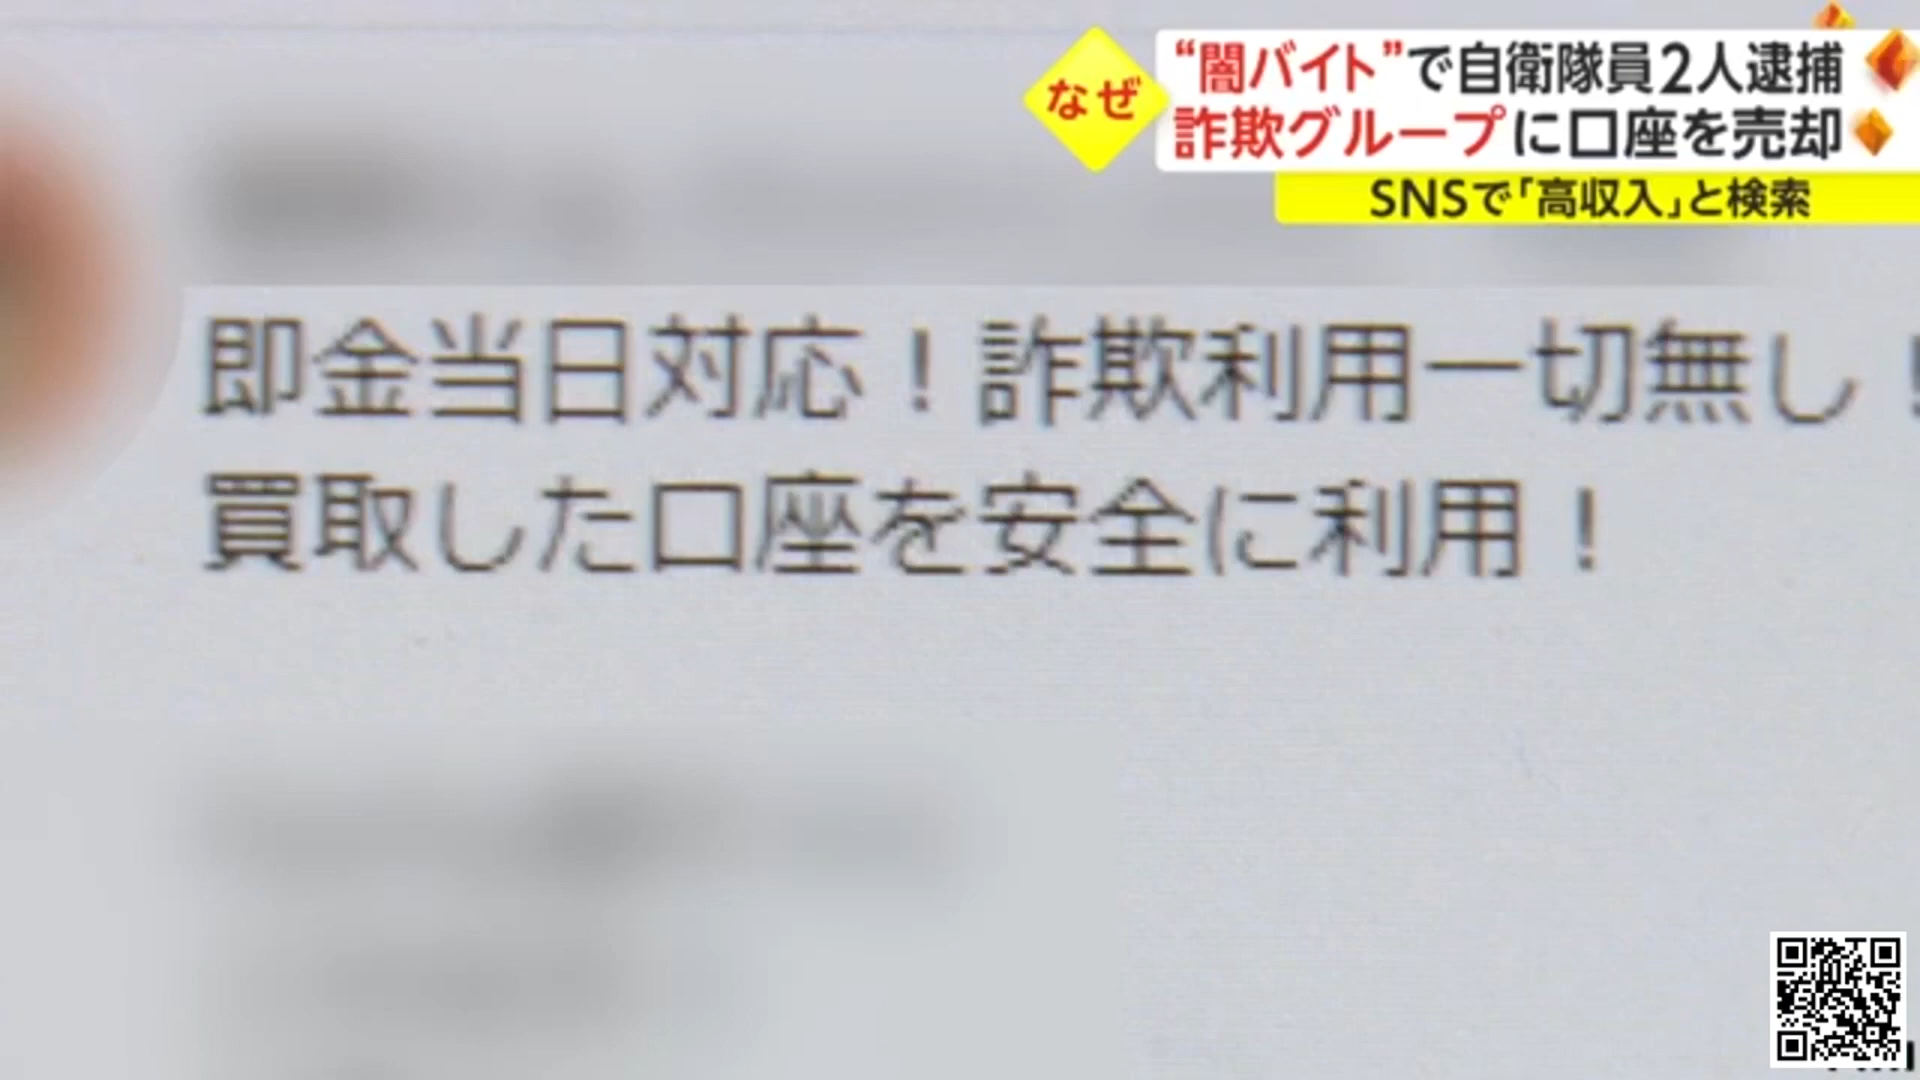 なぜ
“闇バイト”で自衛隊員2人逮捕
詐欺グループに口座を売却
SNSで「高収入」と検索
即金当日対応！詐欺利用一切無し！
買取した口座を安全に利用！